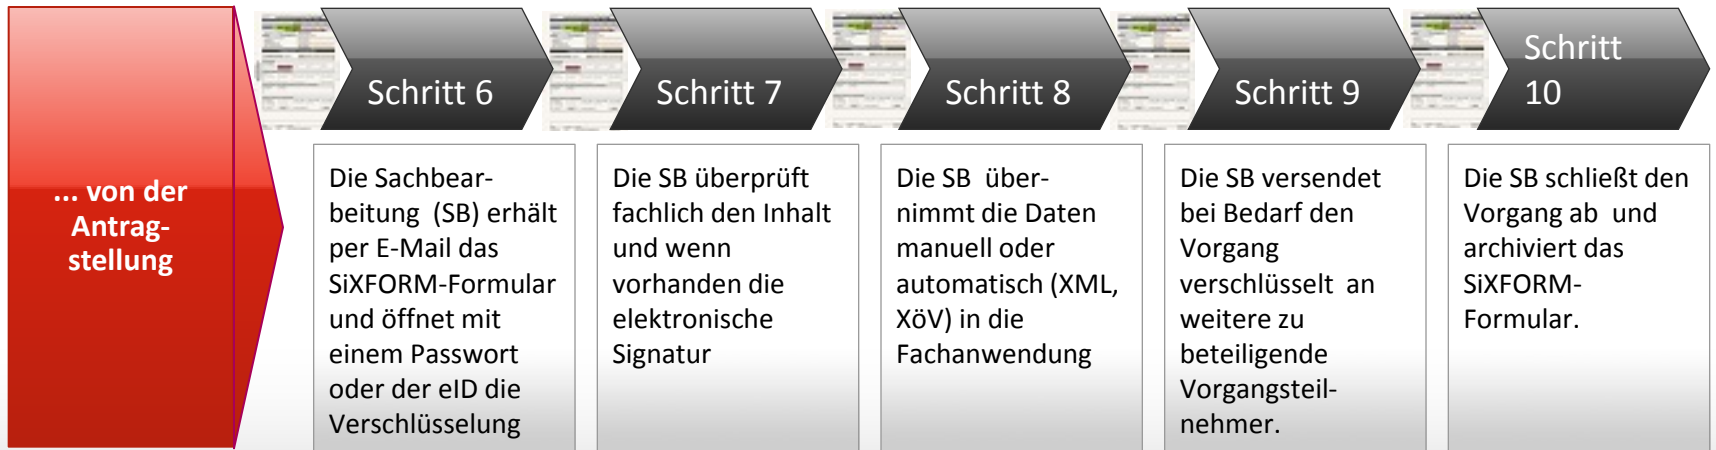 ... von der
Antrag-
stellung
Schritt 6
Die Sachbear-
beitung (SB) erhält
per E-Mail das
SiXFORM-Formular
und öffnet mit
einem Passwort
oder der eID die
Verschlüsselung
Schritt 7
Die SB überprüft
fachlich den Inhalt
und wenn
vorhanden die
elektronische
Signatur
Schritt 8
Die SB über-
nimmt die Daten
manuell oder
automatisch (XML,
XöV) in die
Fachanwendung
Schritt 9
Die SB versendet
bei Bedarf den
Vorgang
verschlüsselt an
weitere zu
beteiligende
Vorgangsteil-
nehmer.
Schritt
10
Die SB schließt den
Vorgang ab und
archiviert das
SiXFORM-
Formular.